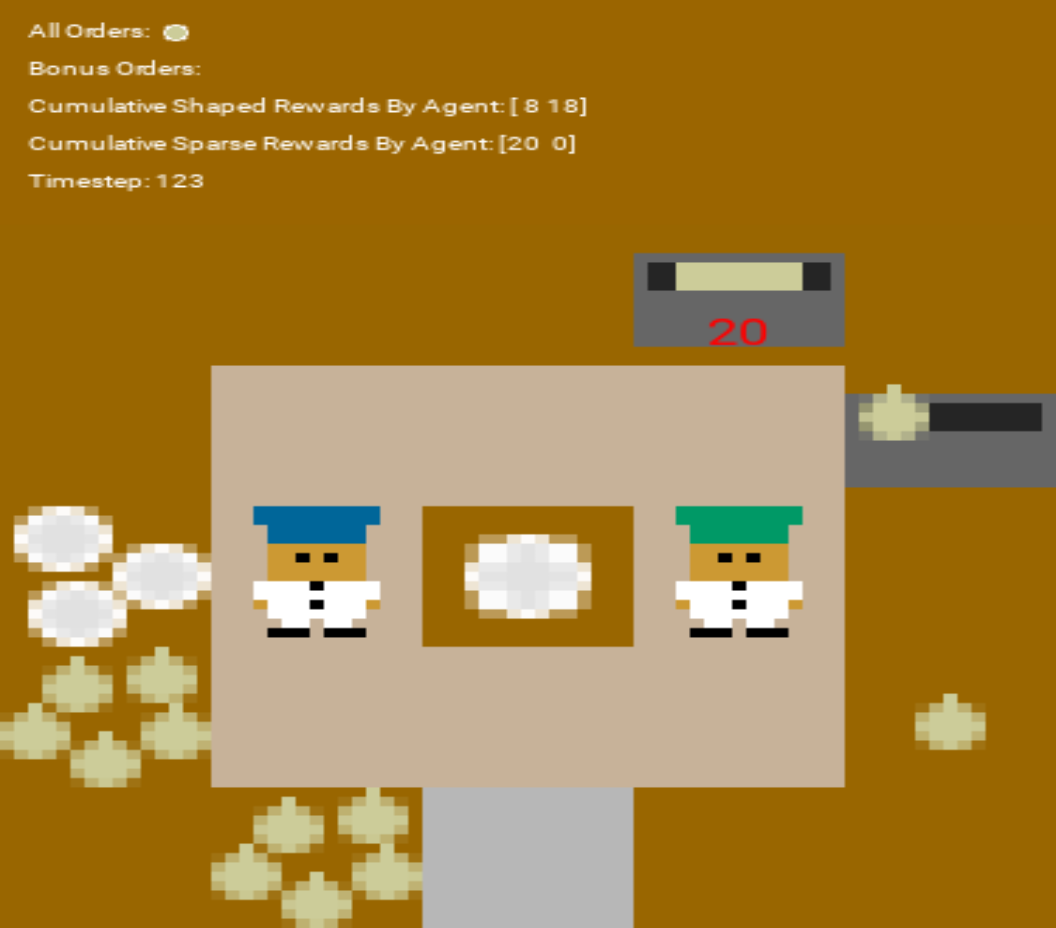 All Orders:
Bonus Orders:
Cumulative Shaped Rewards By Agent: [ 8 18]
Cumulative Sparse Rewards By Agent: [20  0]
Timestep: 123
20